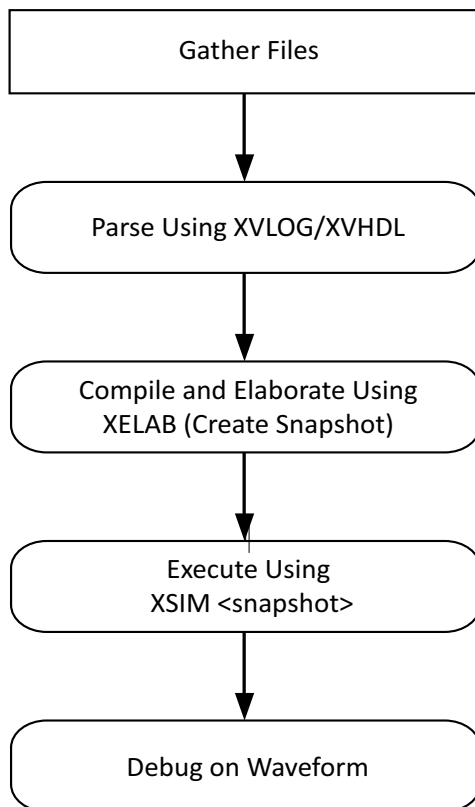 Gather Files
Parse Using XVLOG/XVHDL
Compile and Elaborate Using
XELAB (Create Snapshot)
Execute Using
XSIM <snapshot>
Debug on Waveform